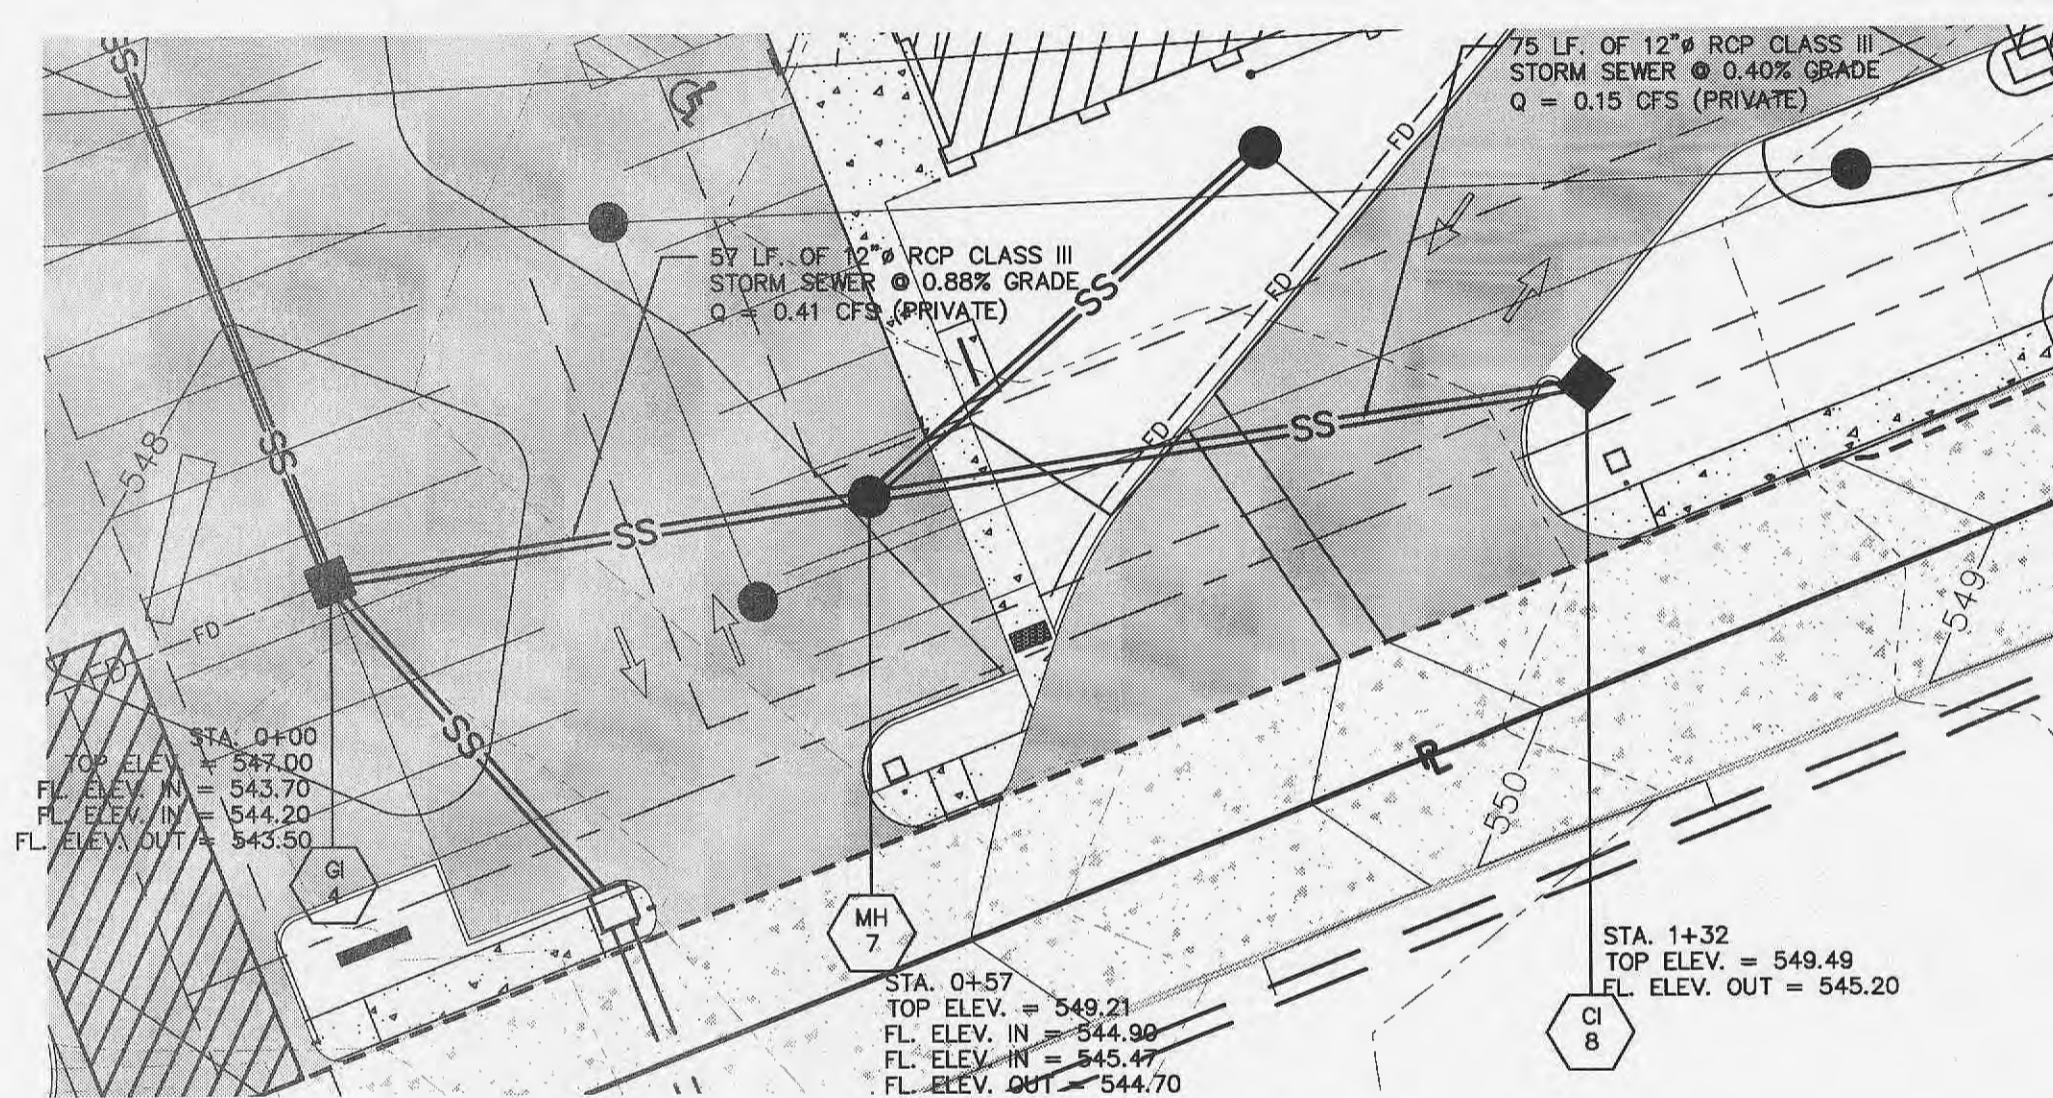 75 LF. OF 12"ø RCP CLASS III
STORM SEWER @ 0.40% GRADE
Q = 0.15 CFS (PRIVATE)
SS
FD
57 LF. OF 12"ø RCP CLASS III
STORM SEWER @ 0.88% GRADE
Q = 0.41 CFS (PRIVATE)
SS
FD
SS
FD
SS
548
SS
FD
FD
SS
549
STA. 0+00
TOP ELEV. = 547.00
FL. ELEV. IN = 543.70
FL. ELEV. IN = 544.20
FL. ELEV. OUT = 543.50
PL
550
GI
4
MH
7
STA. 0+57
TOP ELEV. = 549.21
FL. ELEV. IN = 544.90
FL. ELEV. IN = 545.47
FL. ELEV. OUT = 544.70
STA. 1+32
TOP ELEV. = 549.49
FL. ELEV. OUT = 545.20
CI
8